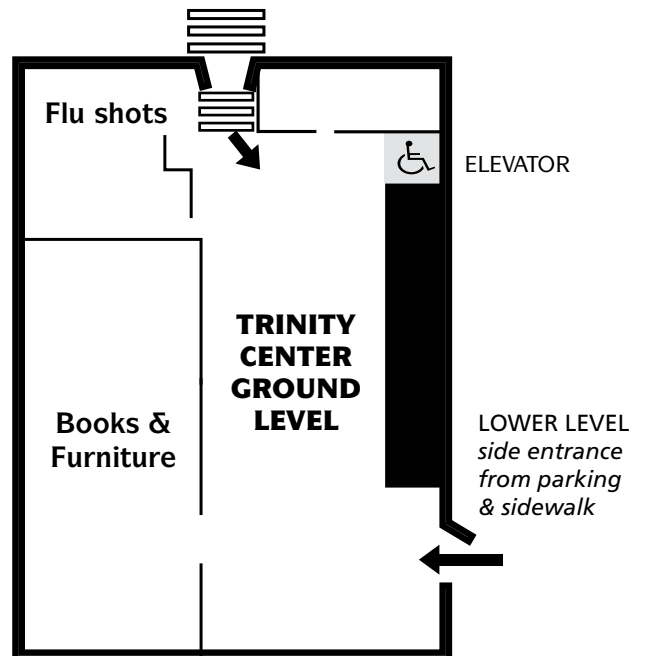 Flu shots
ELEVATOR
TRINITY
CENTER
GROUND
LEVEL
Books &
Furniture
LOWER LEVEL
side entrance
from parking
& sidewalk